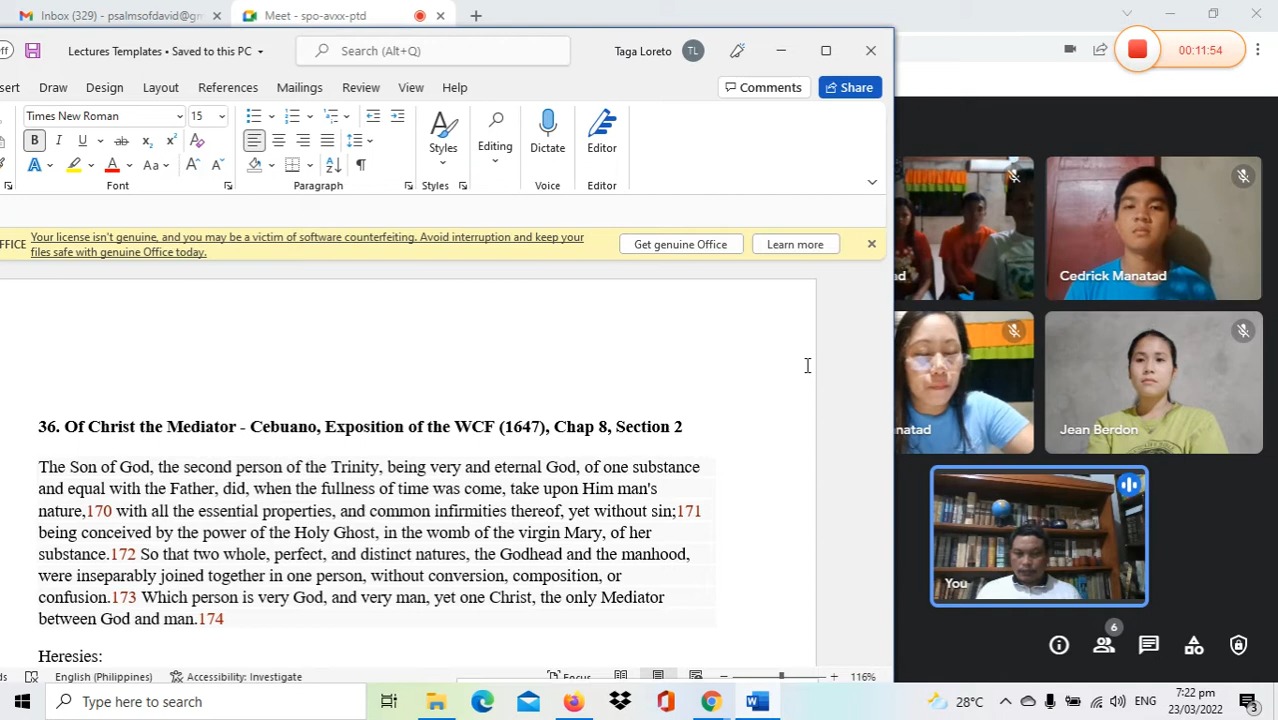 Inbox (329) - psalmsofdavid@gr
Meet - spo-avxx-ptd
Lectures Templates • Saved to this PC
Search (Alt+Q)
Taga Loreto
TL
00:11:54
Draw Design Layout References Mailings Review View Help
Comments
Share
Times New Roman 15
Styles
Editing
Dictate
Editor
Font
Paragraph
Styles
Voice
Editor
OFFICE
Your license isn't genuine, and you may be a victim of software counterfeiting. Avoid interruption and keep your
files safe with genuine Office today.
Get genuine Office
Learn more
36. Of Christ the Mediator - Cebuano, Exposition of the WCF (1647), Chap 8, Section 2
The Son of God, the second person of the Trinity, being very and eternal God, of one substance
and equal with the Father, did, when the fullness of time was come, take upon Him man's
nature,170 with all the essential properties, and common infirmities thereof, yet without sin;171
being conceived by the power of the Holy Ghost, in the womb of the virgin Mary, of her
substance.172 So that two whole, perfect, and distinct natures, the Godhead and the manhood,
were inseparably joined together in one person, without conversion, composition, or
confusion.173 Which person is very God, and very man, yet one Christ, the only Mediator
between God and man.174
Heresies:
Cedrick Manatad
Jean Berdon
You
6
English (Philippines)
Accessibility: Investigate
Focus
116%
Type here to search
28°C
ENG
7:22 pm
23/03/2022
3